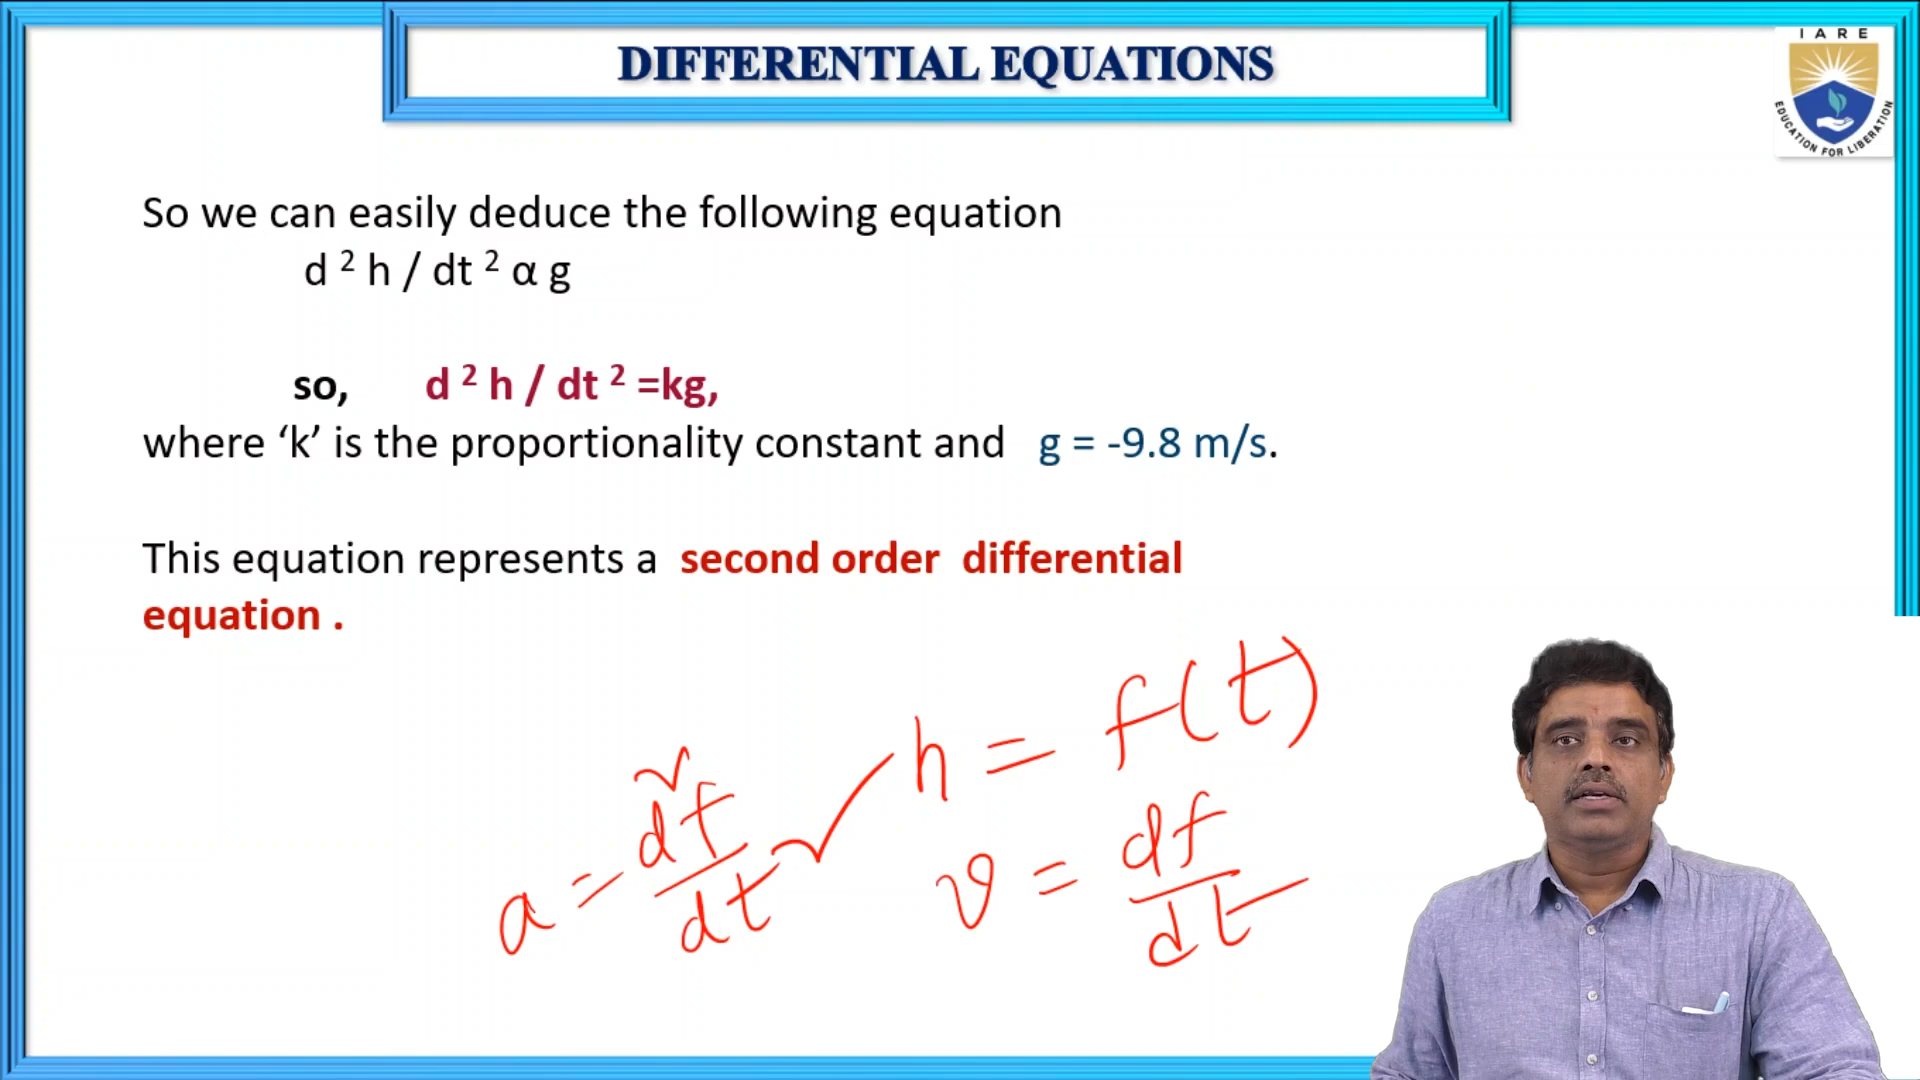 DIFFERENTIAL EQUATIONS
IARE
EDUCATION FOR LIBERATION
So we can easily deduce the following equation
d ² h / dt ² α g
so, d ² h / dt ² =kg,
where ‘k’ is the proportionality constant and g = -9.8 m/s.
This equation represents a second order differential
equation .
h = f(t)
a = d²f/dt²
v = df/dt